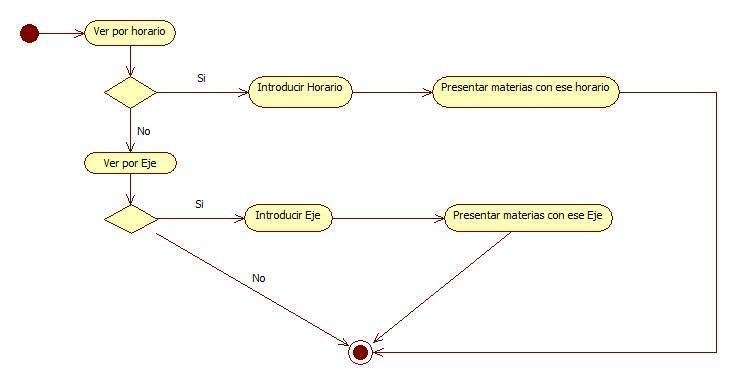 Ver por horario
Si
Introducir Horario
Presentar materias con ese horario
No
Ver por Eje
Si
Introducir Eje
Presentar materias con ese Eje
No